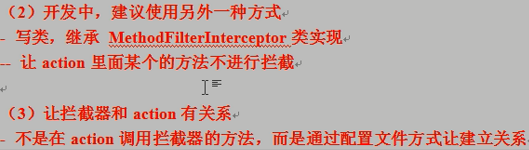 （2）开发中，建议使用另外一种方式
- 写类，继承 MethodFilterInterceptor 类实现
-- 让 action 里面某个的方法不进行拦截
（3）让拦截器和 action 有关系
- 不是在 action 调用拦截器的方法，而是通过配置文件方式让建立关系